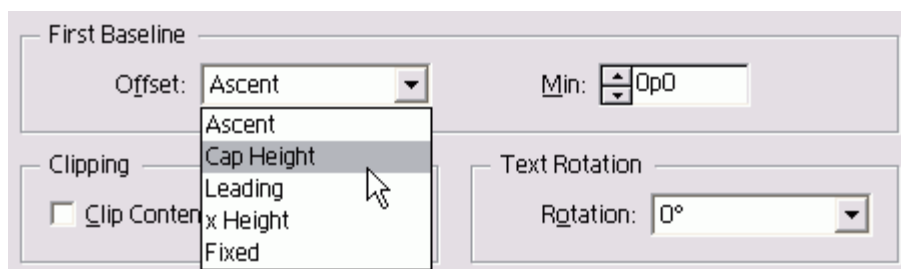 First Baseline
Offset: Ascent Min: 0p0
Ascent
Cap Height
Leading
x Height
Fixed
Clipping
Clip Conten
Text Rotation
Rotation: 0°